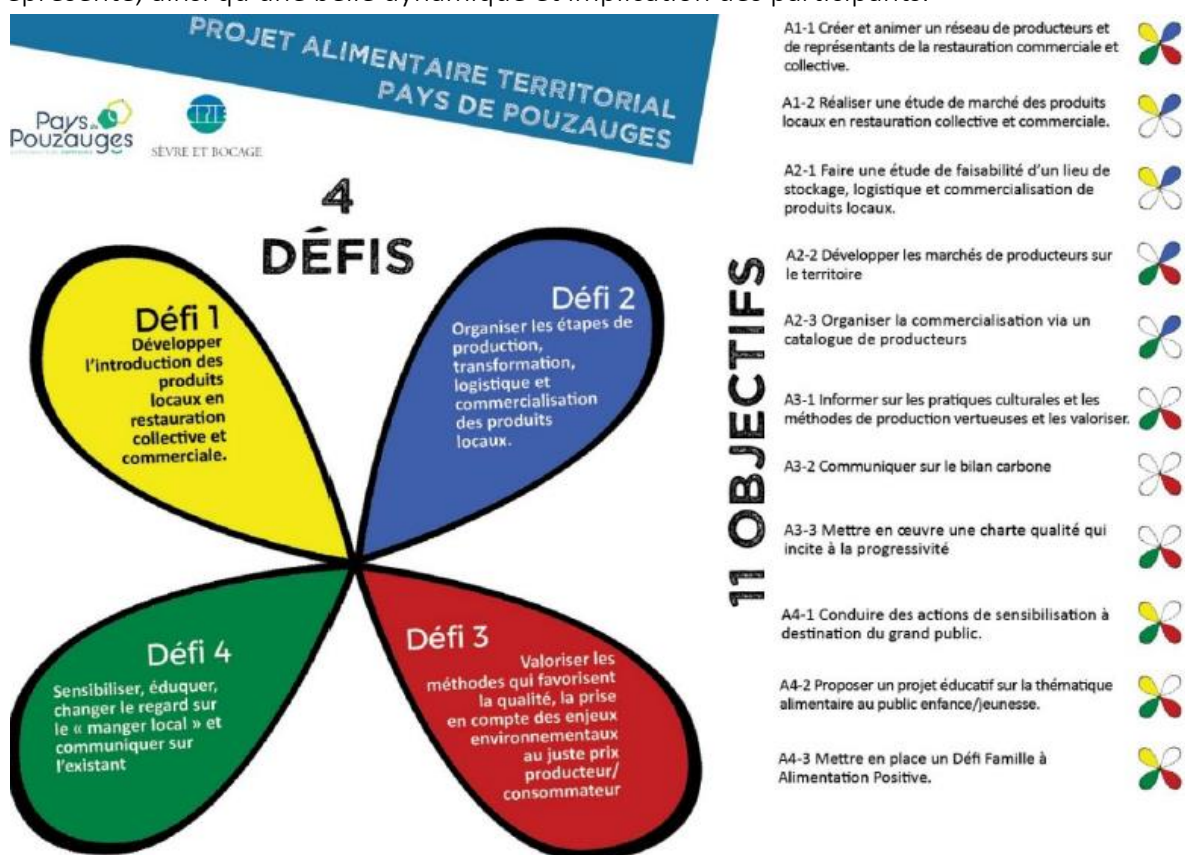 eprésenté, ainsi qu'une belle dynamique et implication des participants.
PROJET ALIMENTAIRE TERRITORIAL
PAYS DE POUZAUGES
Pays de
Pouzauges
CPIE
SÈVRE ET BOCAGE
4
DÉFIS
Défi 1
Développer
l'introduction des
produits
locaux en
restauration
collective et
commerciale.
Défi 2
Organiser les étapes de
production,
transformation,
logistique et
commercialisation
des produits
locaux.
Défi 4
Sensibiliser, éduquer,
changer le regard sur
le « manger local » et
communiquer sur
l'existant
Défi 3
Valoriser les
méthodes qui favorisent
la qualité, la prise
en compte des enjeux
environnementaux
au juste prix
producteur/
consommateur
11 OBJECTIFS
A1-1 Créer et animer un réseau de producteurs et
de représentants de la restauration commerciale et
collective.
A1-2 Réaliser une étude de marché des produits
locaux en restauration collective et commerciale.
A2-1 Faire une étude de faisabilité d'un lieu de
stockage, logistique et commercialisation de
produits locaux.
A2-2 Développer les marchés de producteurs sur
le territoire
A2-3 Organiser la commercialisation via un
catalogue de producteurs
A3-1 Informer sur les pratiques culturales et les
méthodes de production vertueuses et les valoriser.
A3-2 Communiquer sur le bilan carbone
A3-3 Mettre en œuvre une charte qualité qui
incite à la progressivité
A4-1 Conduire des actions de sensibilisation à
destination du grand public.
A4-2 Proposer un projet éducatif sur la thématique
alimentaire au public enfance/jeunesse.
A4-3 Mettre en place un Défi Famille à
Alimentation Positive.